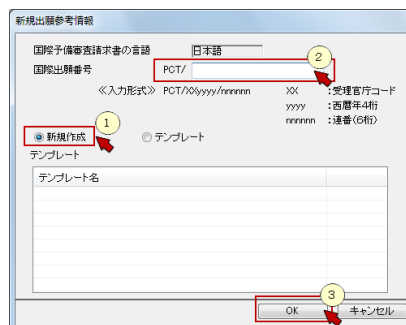 新規出願参考情報
国際予備審査請求書の言語 日本語
国際出願番号 PCT/
2
≪入力形式≫ PCT/XXyyyy/nnnnnn XX :受理官庁コード
yyyy :西暦年4桁
nnnnnn :連番(6桁)
1
新規作成 テンプレート
テンプレート
テンプレート名
3
OK キャンセル